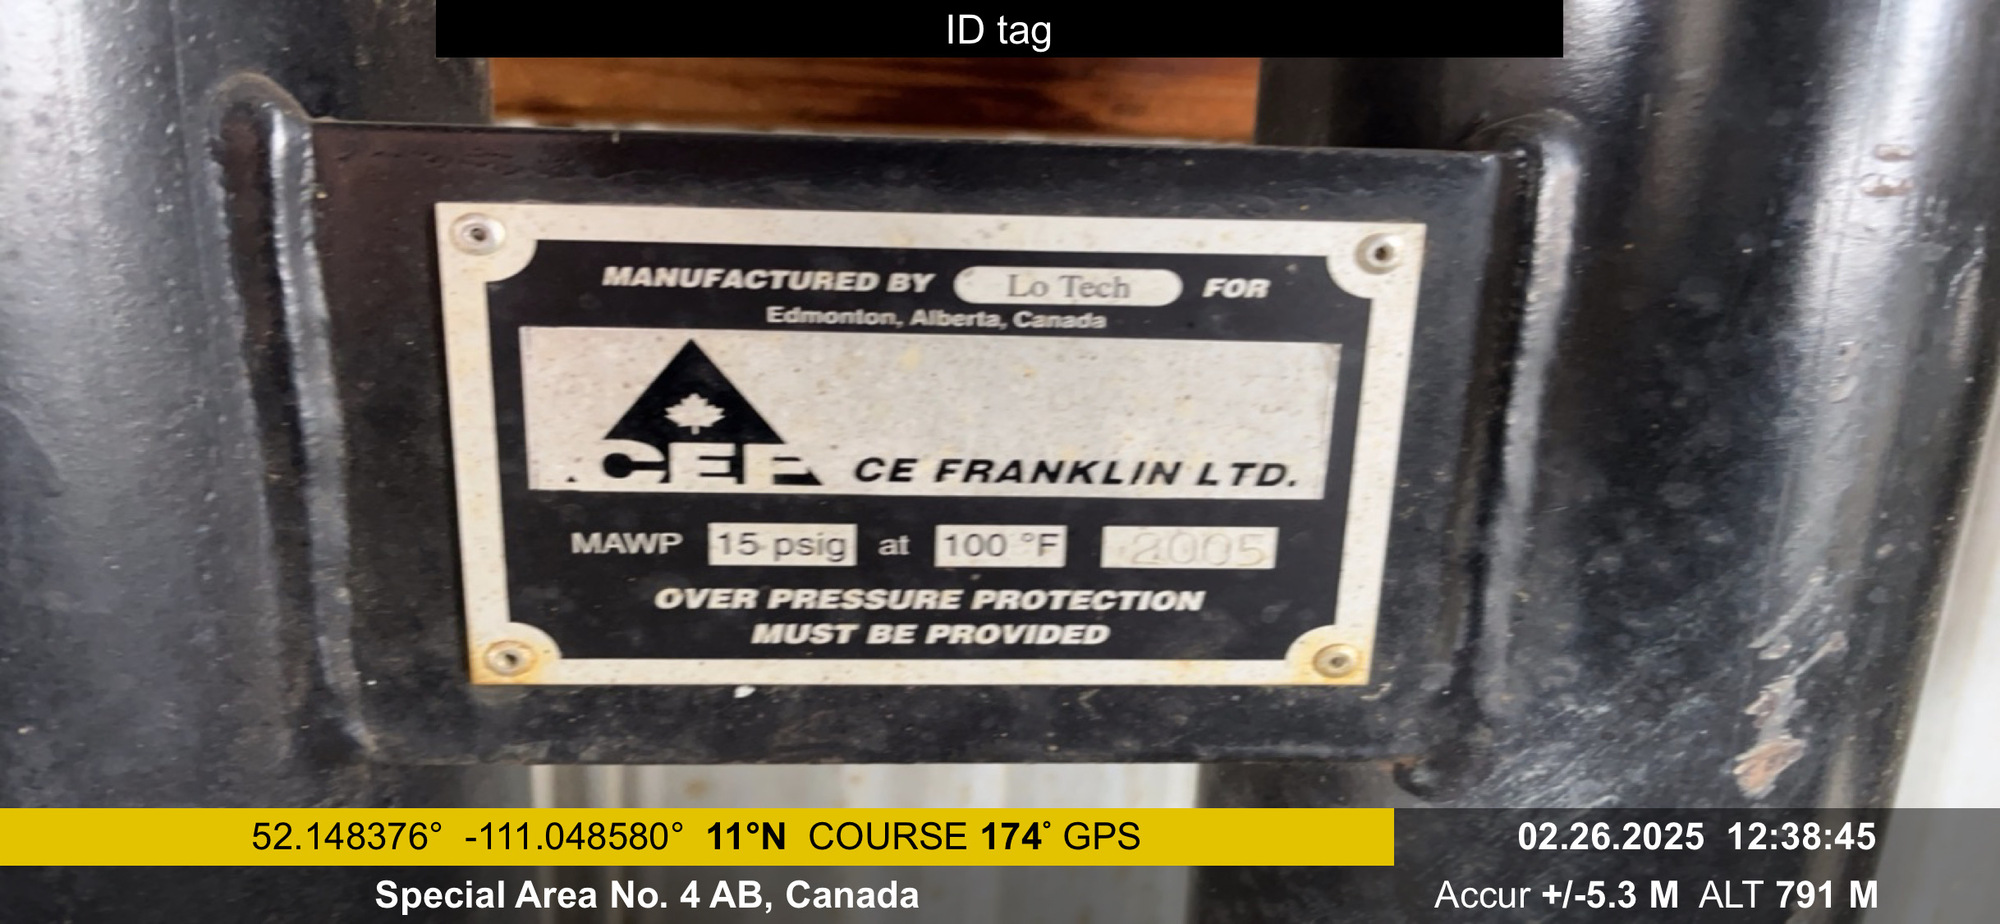 ID tag
MANUFACTURED BY Lo Tech FOR
Edmonton, Alberta, Canada
CEF CE FRANKLIN LTD.
MAWP 15 psig at 100 °F 2005
OVER PRESSURE PROTECTION
MUST BE PROVIDED
52.148376° -111.048580° 11°N COURSE 174° GPS 02.26.2025 12:38:45
Special Area No. 4 AB, Canada Accur +/-5.3 M ALT 791 M